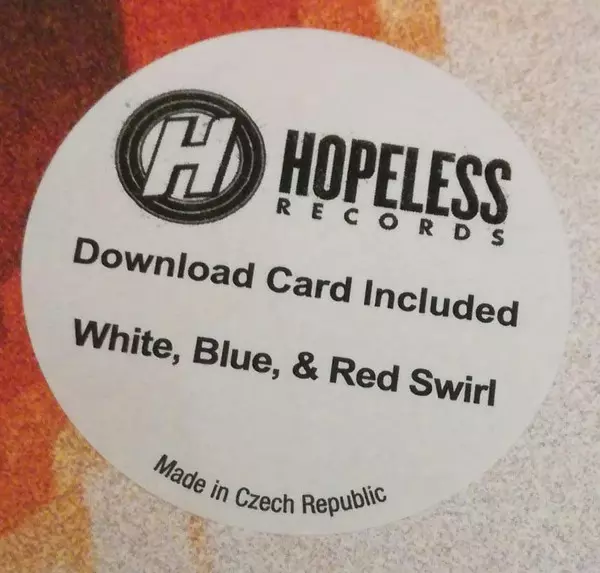 H
HOPELESS
RECORDS
Download Card Included
White, Blue, & Red Swirl
Made in Czech Republic